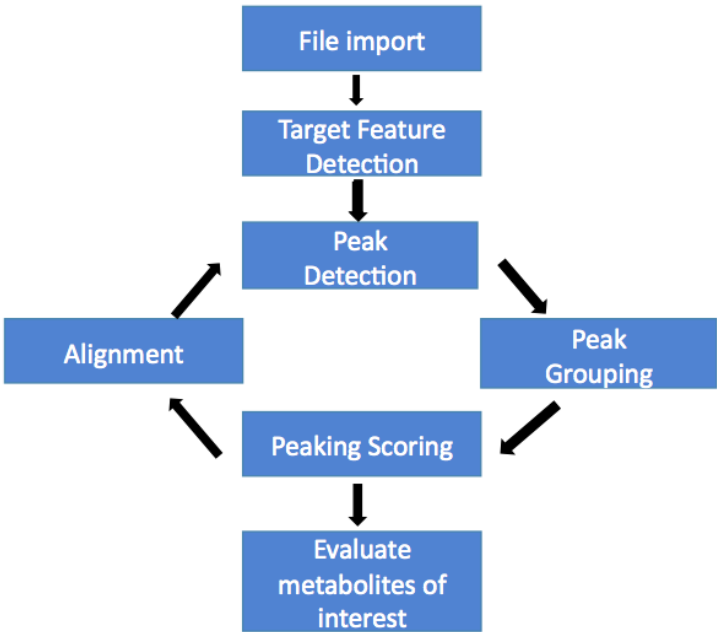 File import
Target Feature
Detection
Peak
Detection
Alignment
Peak
Grouping
Peaking Scoring
Evaluate
metabolites of
interest